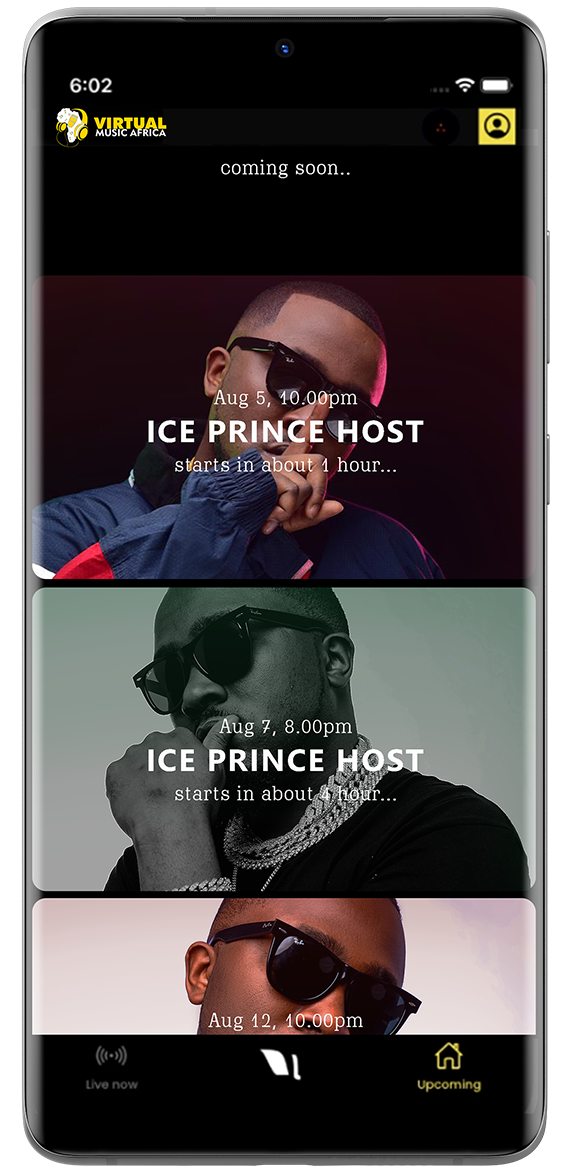 6:02
VIRTUAL
MUSIC AFRICA
coming soon..
Aug 5, 10.00pm
ICE PRINCE HOST
starts in about 1 hour...
Aug 7, 8.00pm
ICE PRINCE HOST
starts in about 4 hour...
Aug 12, 10.00pm
Live now
Upcoming